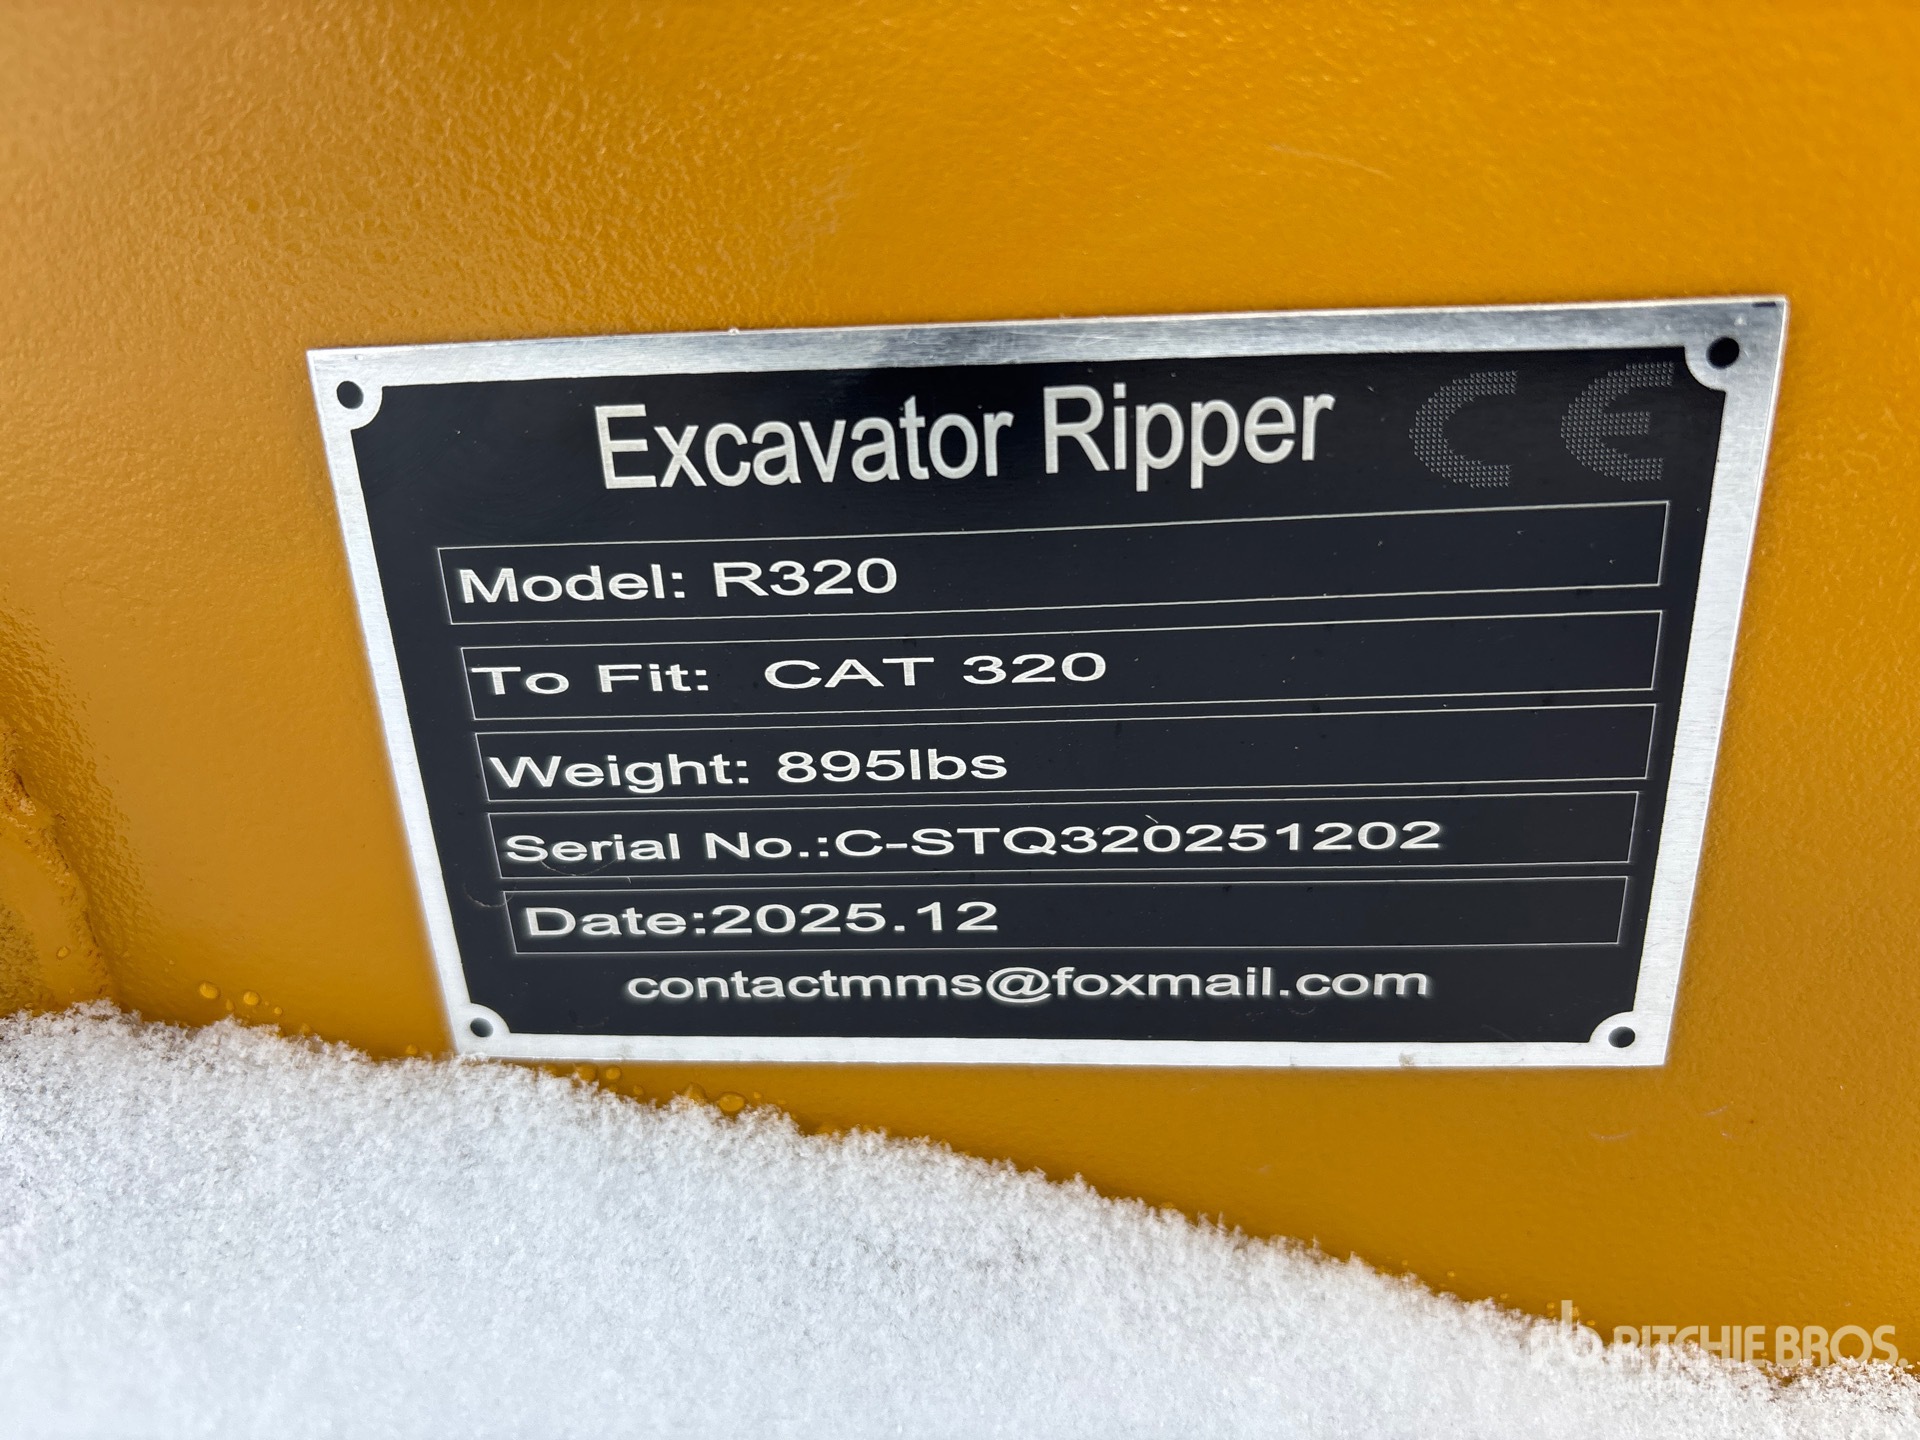 Excavator Ripper CE
Model: R320
To Fit: CAT 320
Weight: 895lbs
Serial No.:C-STQ320251202
Date:2025.12
contactmms@foxmail.com
rb RITCHIE BROS.